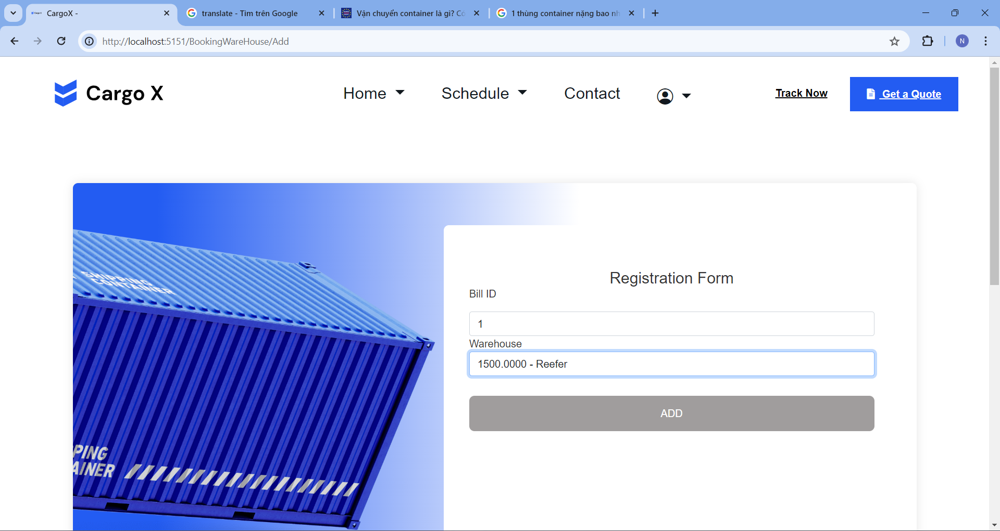 CargoX -
translate - Tìm trên Google
Vận chuyển container là gì? Có
1 thùng container nặng bao nh
http://localhost:5151/BookingWareHouse/Add
N
Cargo X
Home
Schedule
Contact
Track Now
Get a Quote
SHIPPING
CONTAINER
PING
AINER
Registration Form
Bill ID
1
Warehouse
1500.0000 - Reefer
ADD